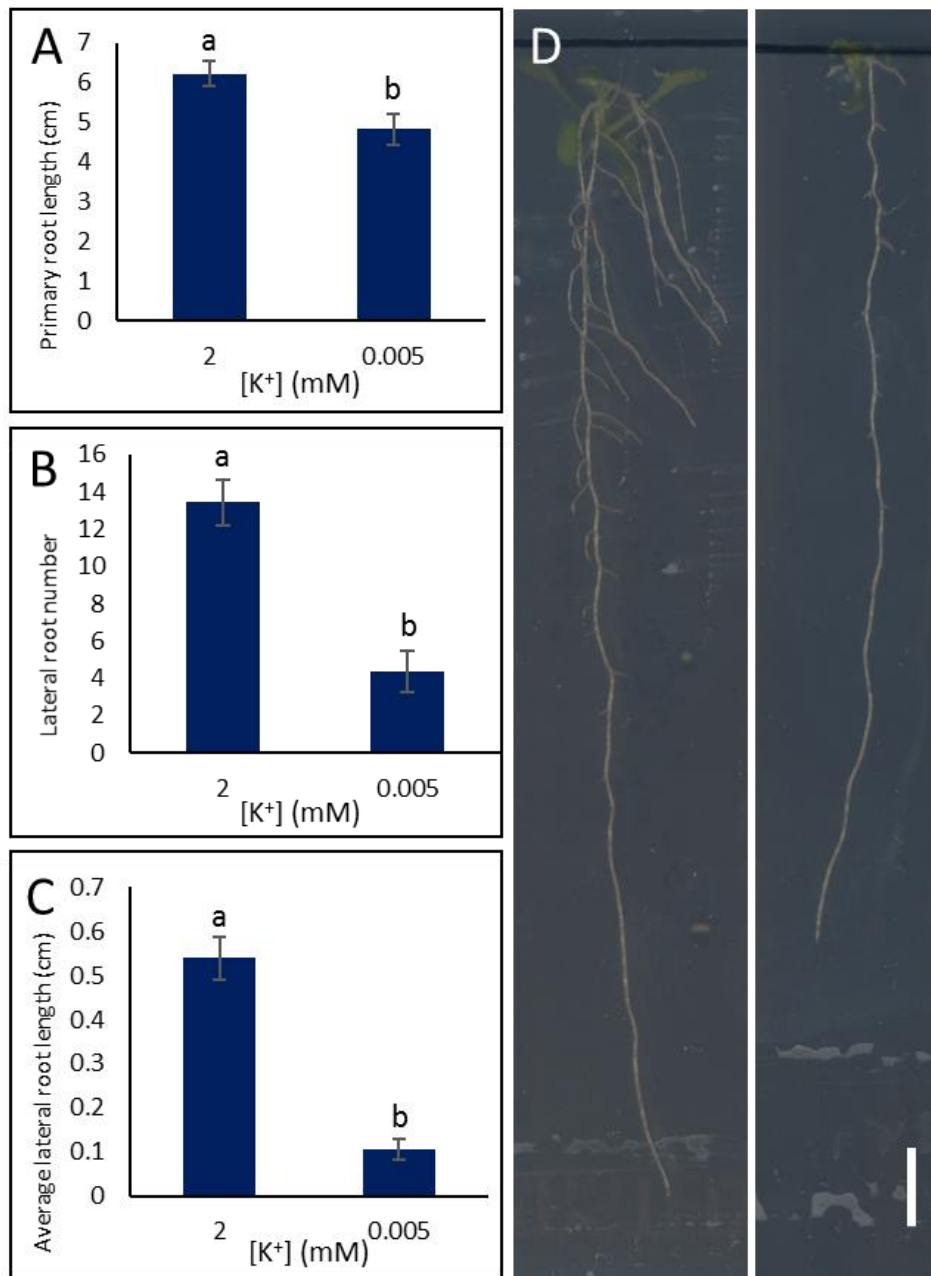 A
Primary root length (cm)
7
6
5
4
3
2
1
0
a
b
2
0.005
[K⁺] (mM)
B
Lateral root number
16
14
12
10
8
6
4
2
0
a
b
2
0.005
[K⁺] (mM)
C
Average lateral root length (cm)
0.7
0.6
0.5
0.4
0.3
0.2
0.1
0
a
b
2
0.005
[K⁺] (mM)
D